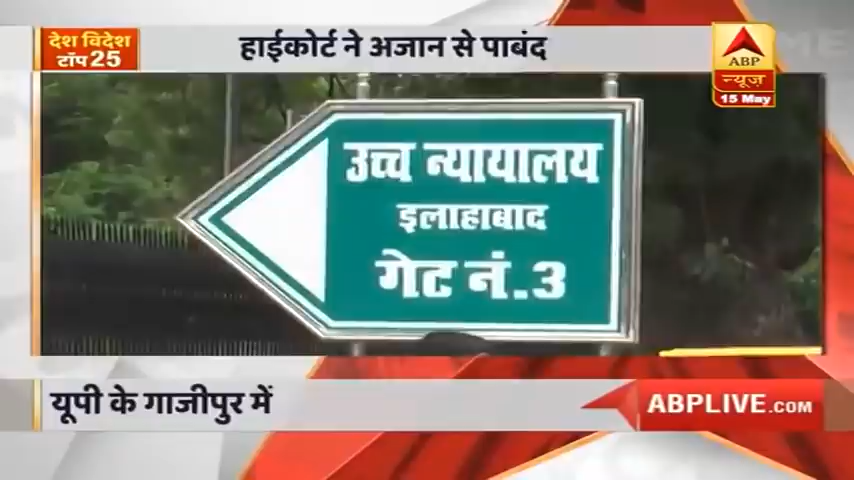 देश विदेश
टॉप 25
हाईकोर्ट ने अजान से पाबंद
ABP
न्यूज़
15 May
उच्च न्यायालय
इलाहाबाद
गेट नं.3
यूपी के गाजीपुर में
ABPLIVE.COM